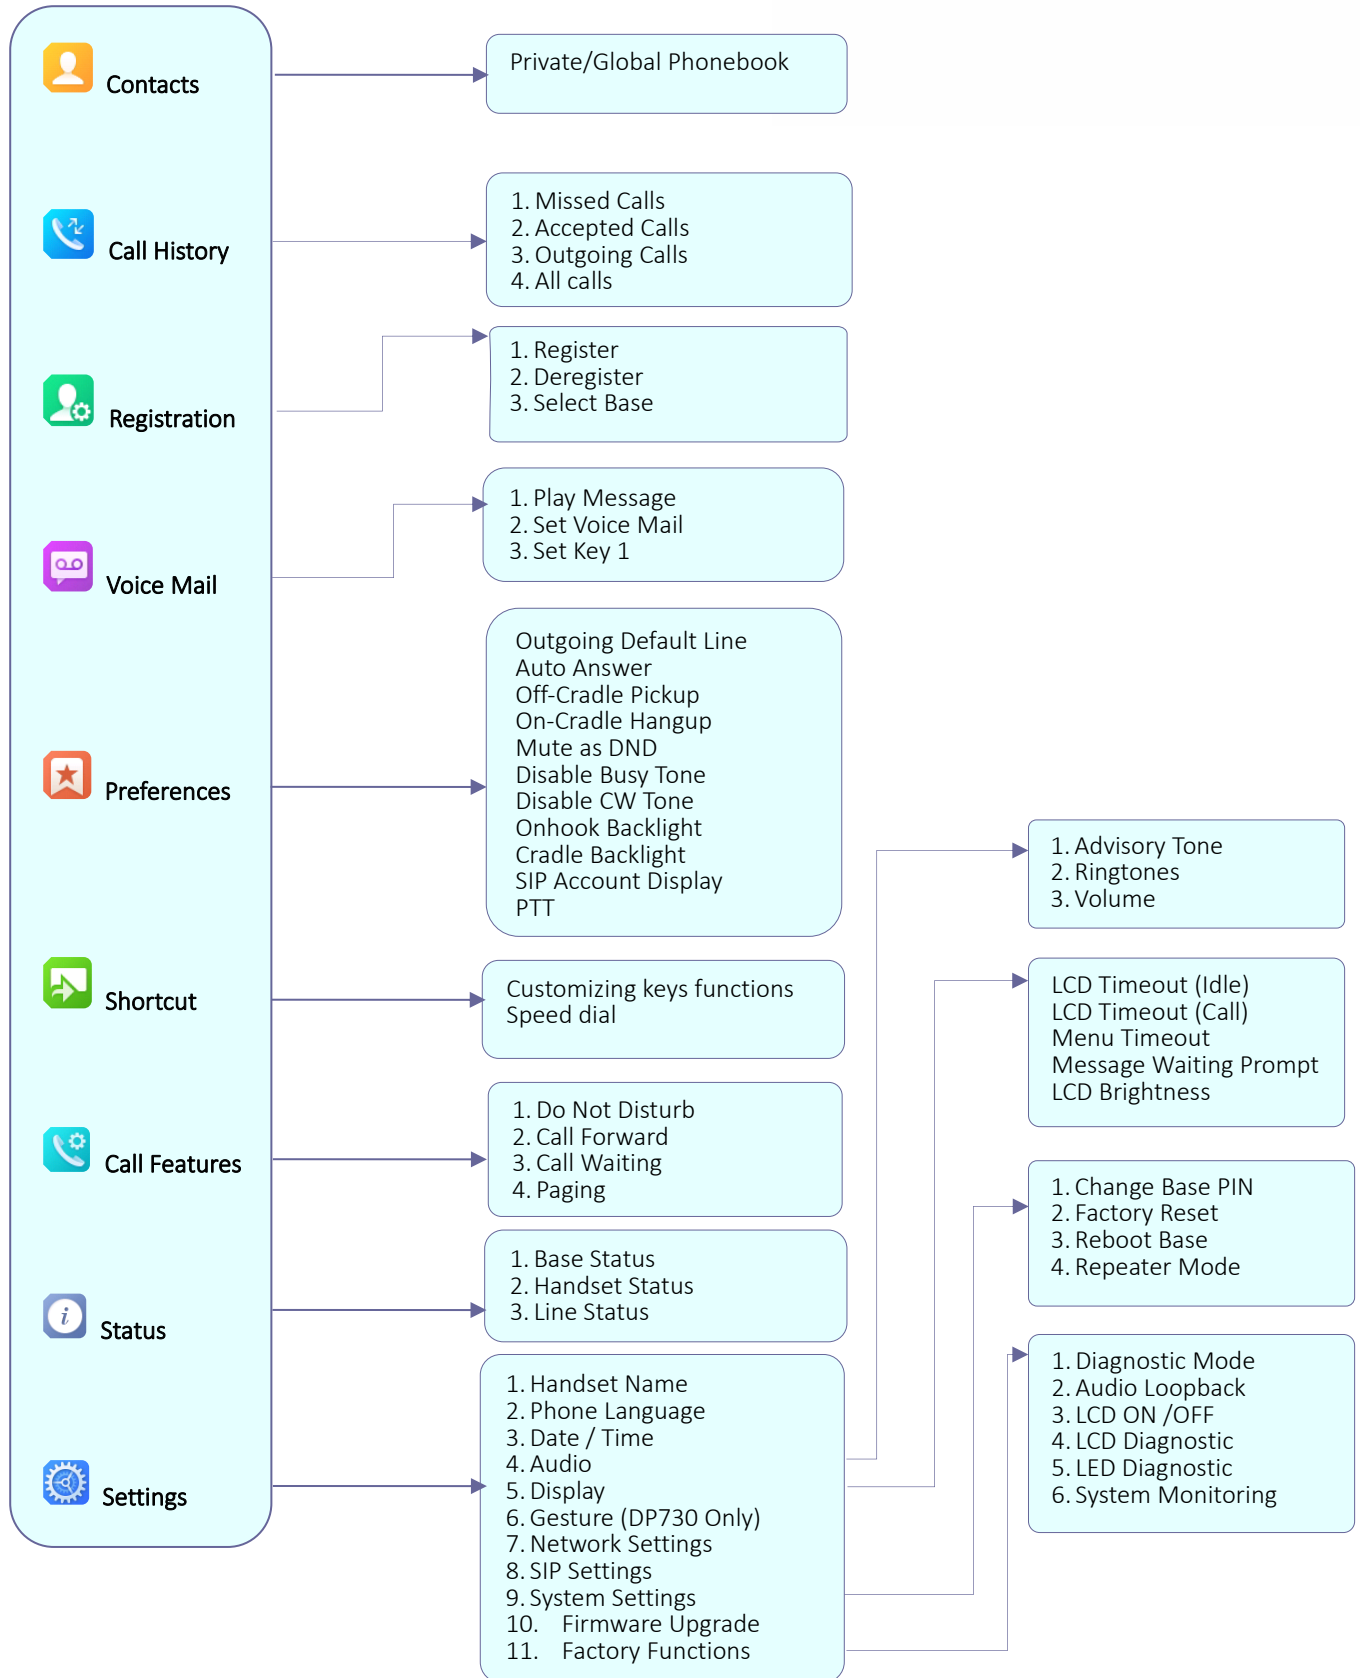 Contacts
Private/Global Phonebook
Call History
1. Missed Calls
2. Accepted Calls
3. Outgoing Calls
4. All calls
Registration
1. Register
2. Deregister
3. Select Base
Voice Mail
1. Play Message
2. Set Voice Mail
3. Set Key 1
Preferences
Outgoing Default Line
Auto Answer
Off-Cradle Pickup
On-Cradle Hangup
Mute as DND
Disable Busy Tone
Disable CW Tone
Onhook Backlight
Cradle Backlight
SIP Account Display
PTT
Shortcut
Customizing keys functions
Speed dial
Call Features
1. Do Not Disturb
2. Call Forward
3. Call Waiting
4. Paging
Status
1. Base Status
2. Handset Status
3. Line Status
Settings
1. Handset Name
2. Phone Language
3. Date / Time
4. Audio
5. Display
6. Gesture (DP730 Only)
7. Network Settings
8. SIP Settings
9. System Settings
10. Firmware Upgrade
11. Factory Functions
1. Advisory Tone
2. Ringtones
3. Volume
LCD Timeout (Idle)
LCD Timeout (Call)
Menu Timeout
Message Waiting Prompt
LCD Brightness
1. Change Base PIN
2. Factory Reset
3. Reboot Base
4. Repeater Mode
1. Diagnostic Mode
2. Audio Loopback
3. LCD ON /OFF
4. LCD Diagnostic
5. LED Diagnostic
6. System Monitoring